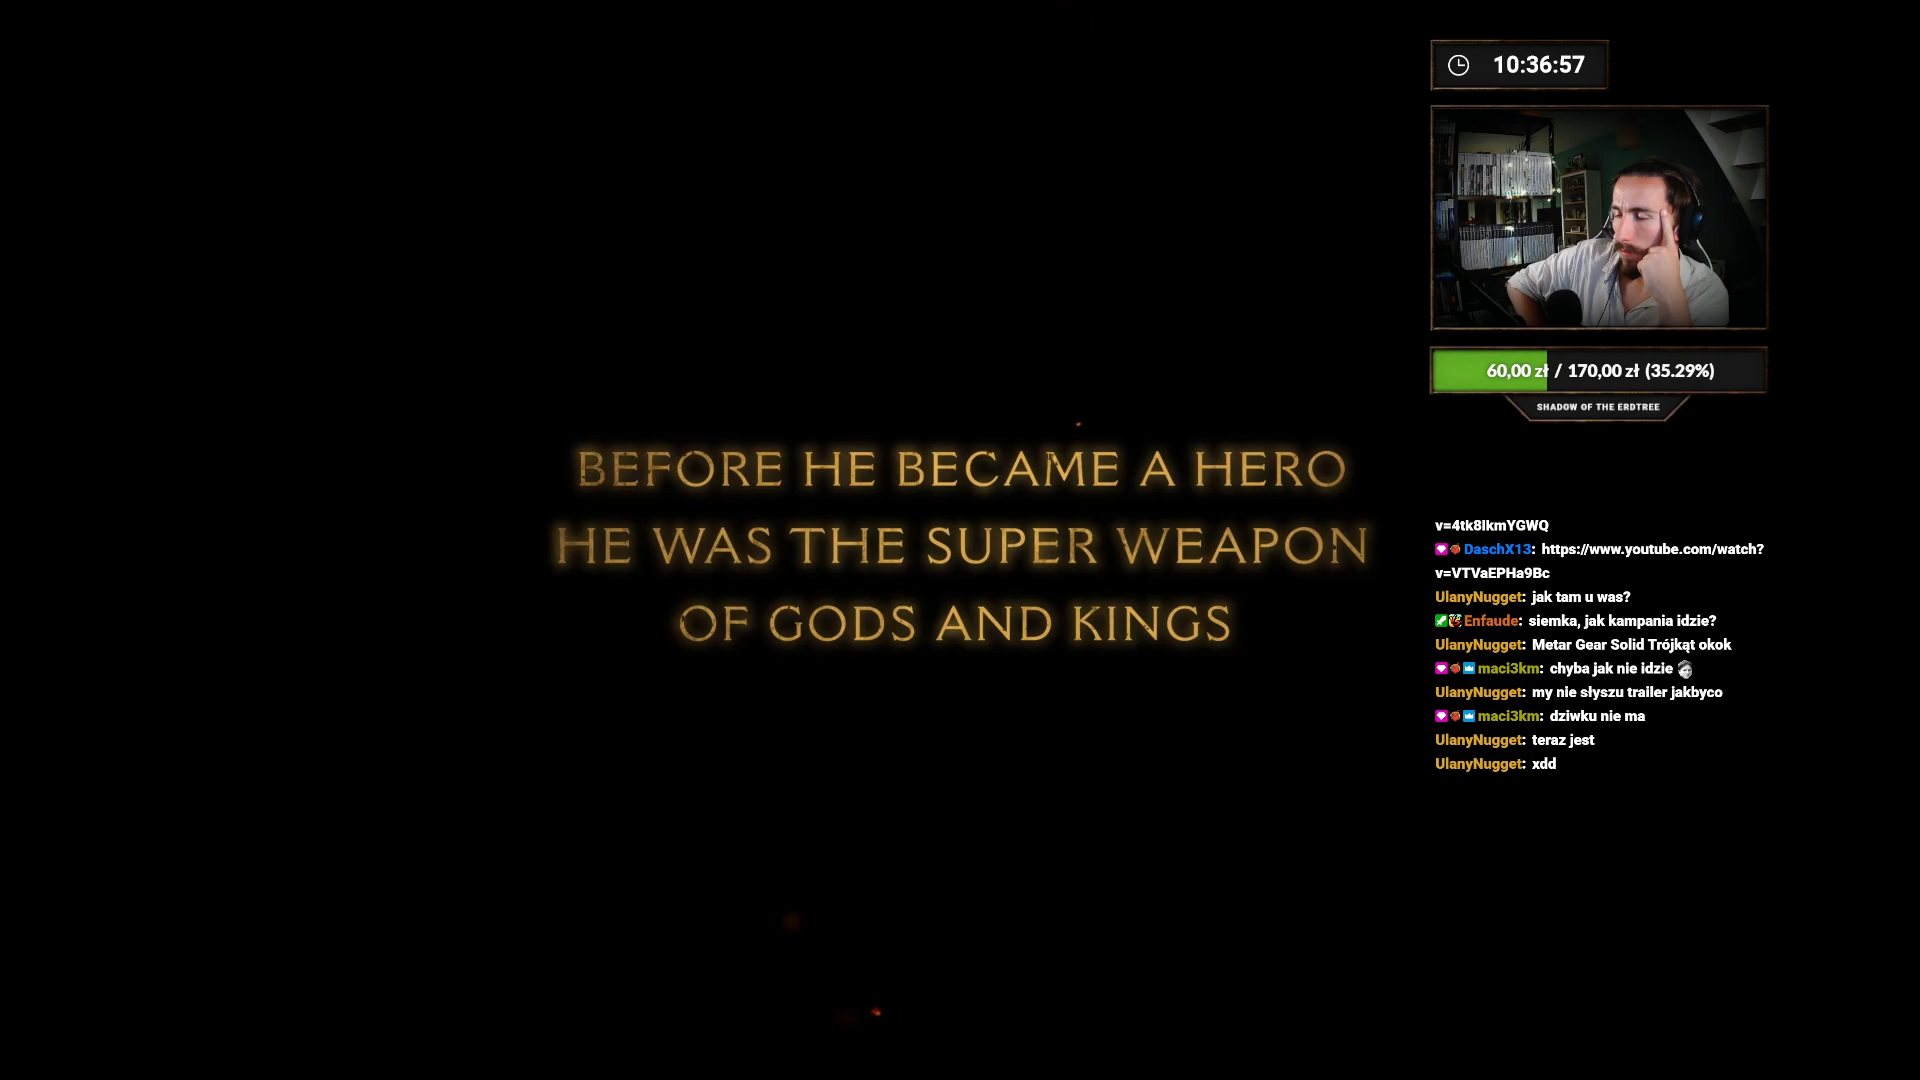 10:36:57
60,00 zł / 170,00 zł (35.29%)
SHADOW OF THE ERDTREE
BEFORE HE BECAME A HERO
HE WAS THE SUPER WEAPON
OF GODS AND KINGS
v=4tk8lkmYGWQ
DaschX13: https://www.youtube.com/watch?
v=VTVaEPHa9Bc
UlanyNugget: jak tam u was?
Enfaude: siemka, jak kampania idzie?
UlanyNugget: Metar Gear Solid Trójkąt okok
maci3km: chyba jak nie idzie
UlanyNugget: my nie słyszu trailer jakbyco
maci3km: dziwku nie ma
UlanyNugget: teraz jest
UlanyNugget: xdd